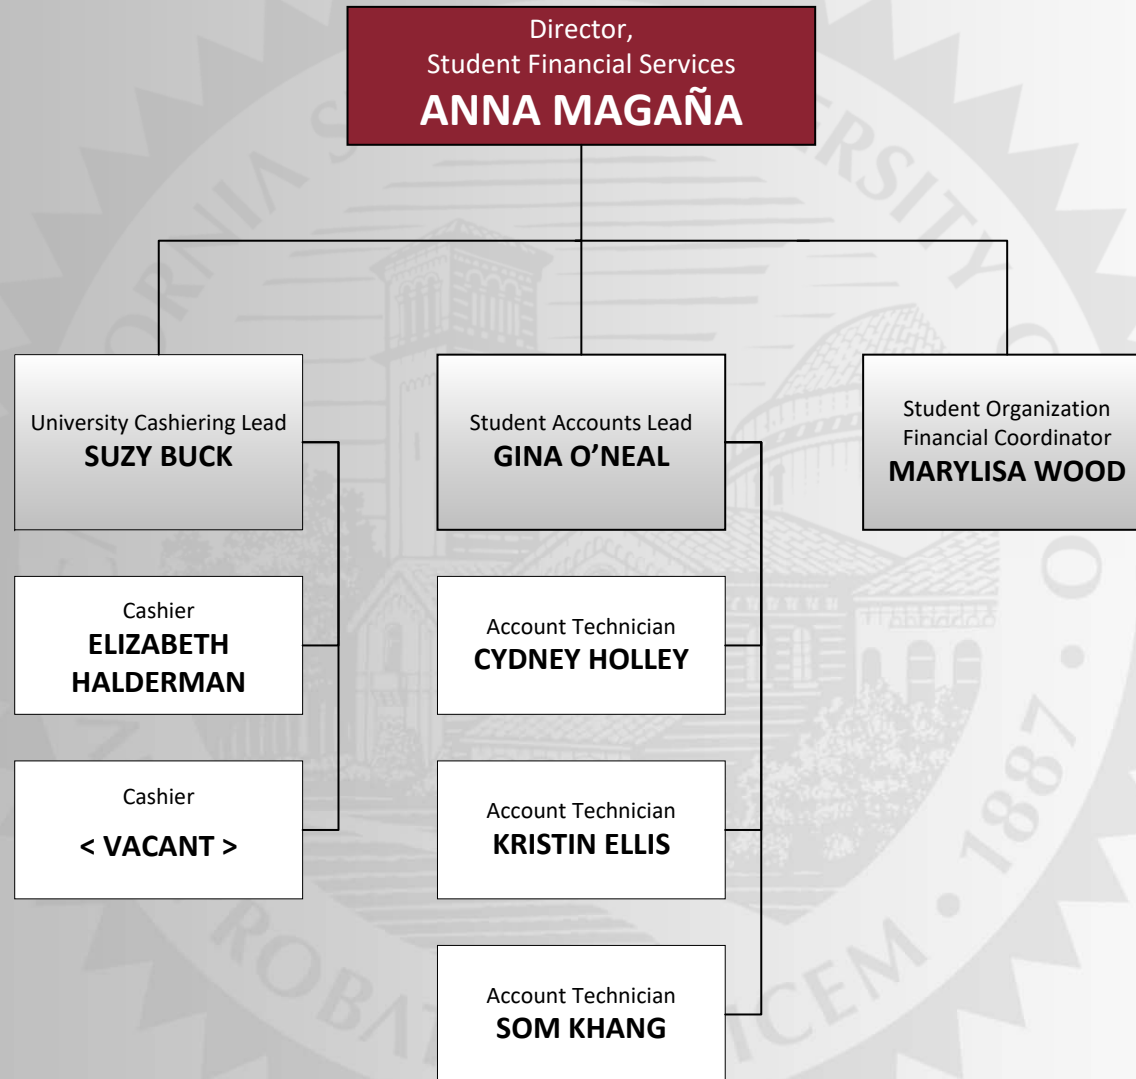 Director,
Student Financial Services
ANNA MAGAÑA
University Cashiering Lead
SUZY BUCK
Student Accounts Lead
GINA O’NEAL
Student Organization
Financial Coordinator
MARYLISA WOOD
Cashier
ELIZABETH
HALDERMAN
Account Technician
CYDNEY HOLLEY
Cashier
< VACANT >
Account Technician
KRISTIN ELLIS
Account Technician
SOM KHANG
1887